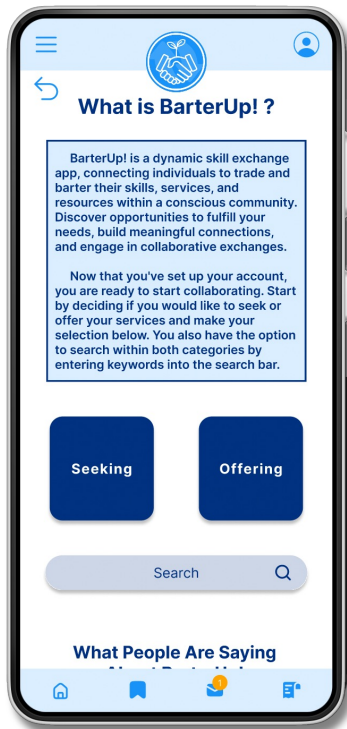 What is BarterUp! ?
BarterUp! is a dynamic skill exchange
app, connecting individuals to trade and
barter their skills, services, and
resources within a conscious community.
Discover opportunities to fulfill your
needs, build meaningful connections,
and engage in collaborative exchanges.
Now that you've set up your account,
you are ready to start collaborating. Start
by deciding if you would like to seek or
offer your services and make your
selection below. You also have the option
to search within both categories by
entering keywords into the search bar.
Seeking
Offering
Search
What People Are Saying
1